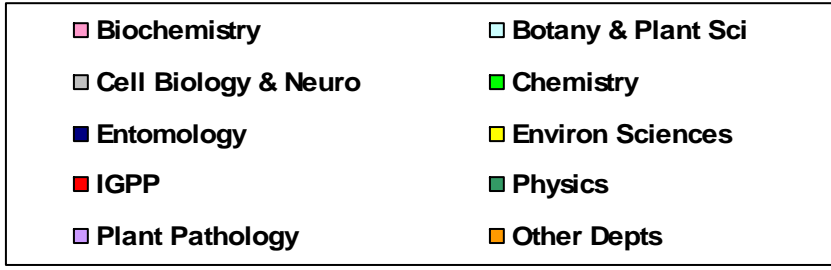 Biochemistry Botany & Plant Sci
Cell Biology & Neuro Chemistry
Entomology Environ Sciences
IGPP Physics
Plant Pathology Other Depts